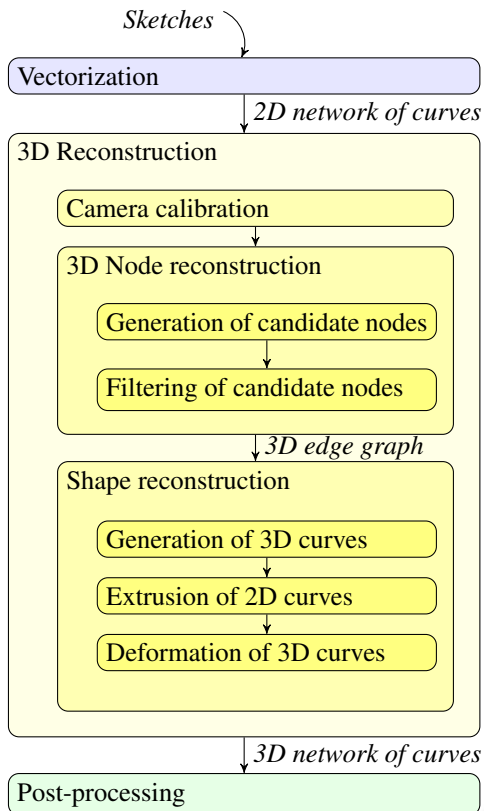 Sketches
Vectorization
2D network of curves
3D Reconstruction
Camera calibration
3D Node reconstruction
Generation of candidate nodes
Filtering of candidate nodes
3D edge graph
Shape reconstruction
Generation of 3D curves
Extrusion of 2D curves
Deformation of 3D curves
3D network of curves
Post-processing